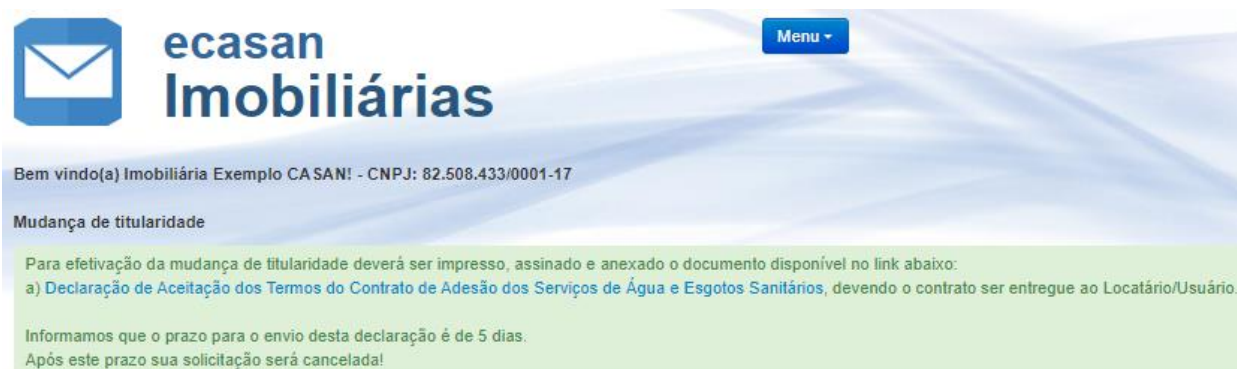 ecasan
Menu
Imobiliárias
Bem vindo(a) Imobiliária Exemplo CASAN! - CNPJ: 82.508.433/0001-17
Mudança de titularidade
Para efetivação da mudança de titularidade deverá ser impresso, assinado e anexado o documento disponível no link abaixo:
a) Declaração de Aceitação dos Termos do Contrato de Adesão dos Serviços de Água e Esgotos Sanitários, devendo o contrato ser entregue ao Locatário/Usuário.
Informamos que o prazo para o envio desta declaração é de 5 dias.
Após este prazo sua solicitação será cancelada!